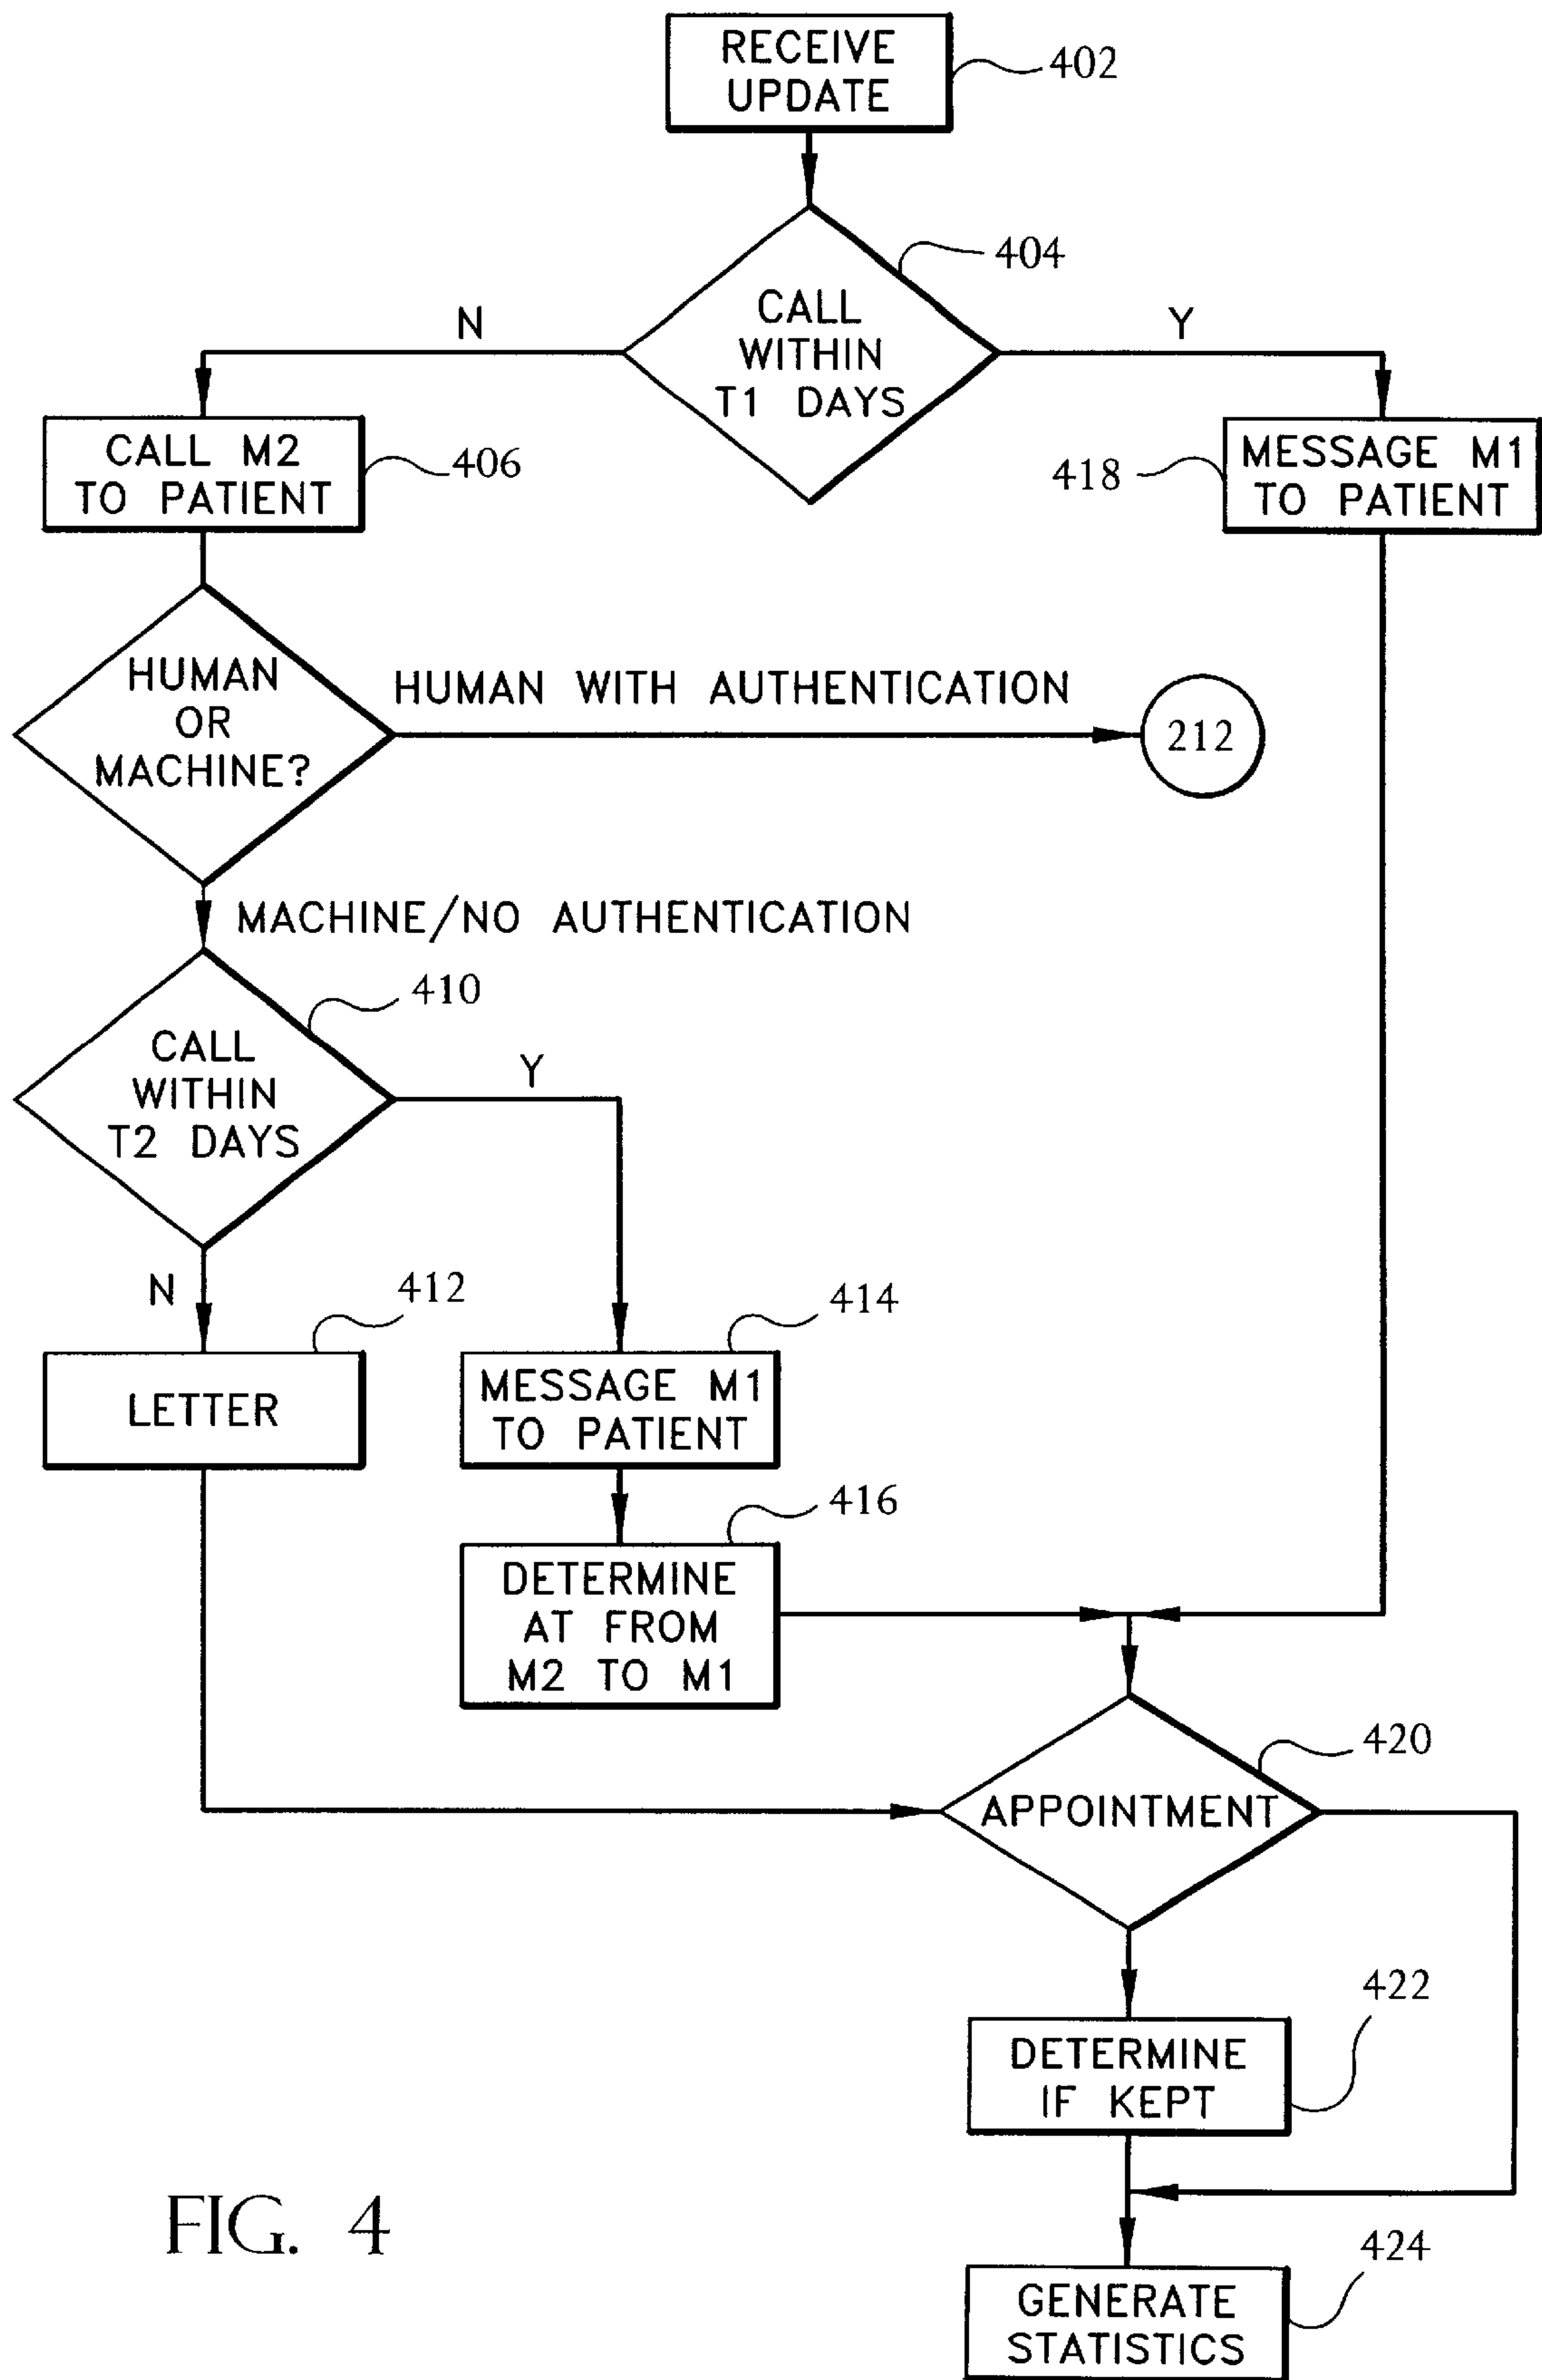 RECEIVE
UPDATE
402
404
CALL
WITHIN
T1 DAYS
N
Y
CALL M2
TO PATIENT
406
418
MESSAGE M1
TO PATIENT
HUMAN
OR
MACHINE?
HUMAN WITH AUTHENTICATION
212
MACHINE/NO AUTHENTICATION
410
CALL
WITHIN
T2 DAYS
Y
N
412
LETTER
414
MESSAGE M1
TO PATIENT
416
DETERMINE
AT FROM
M2 TO M1
420
APPOINTMENT
422
DETERMINE
IF KEPT
424
GENERATE
STATISTICS
FIG. 4